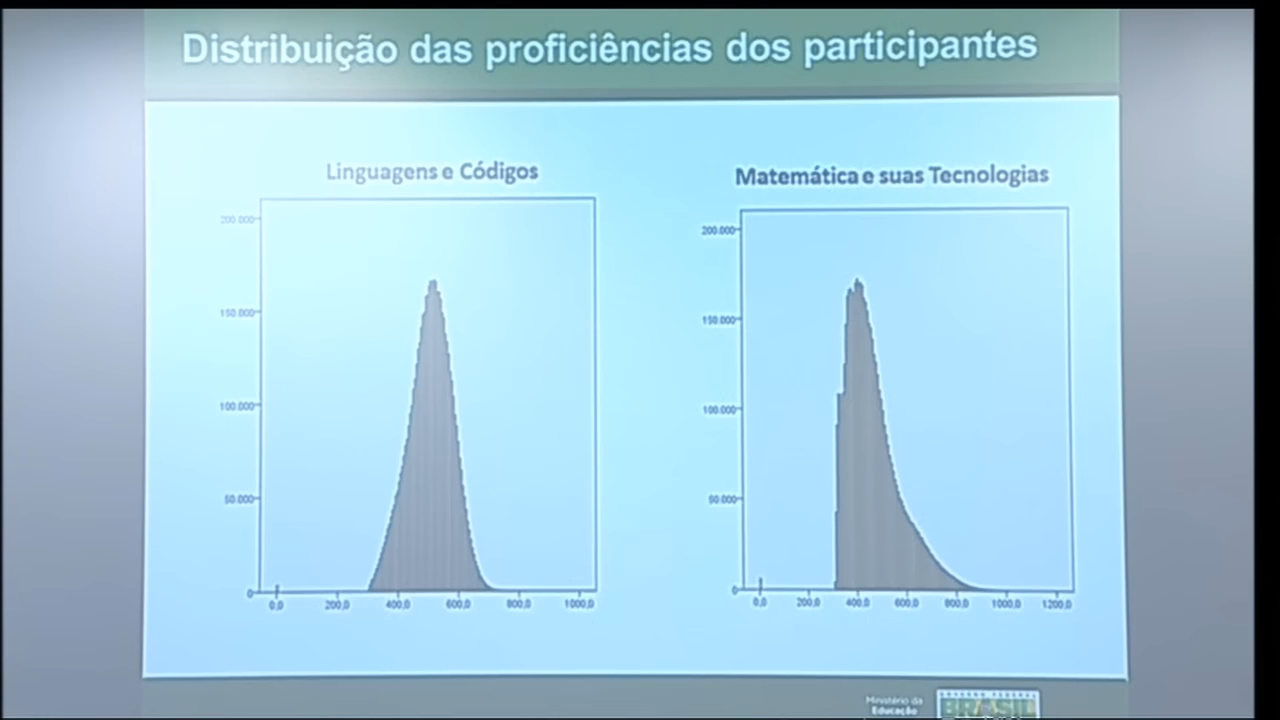 Distribuição das proficiências dos participantes
Linguagens e Códigos
200.000
150.000
100.000
50.000
0
0,0 200,0 400,0 600,0 800,0 1000,0
Matemática e suas Tecnologias
200.000
150.000
100.000
50.000
0
0,0 200,0 400,0 600,0 800,0 1000,0 1200,0
Ministério da
Educação
GOVERNO FEDERAL
BRASIL